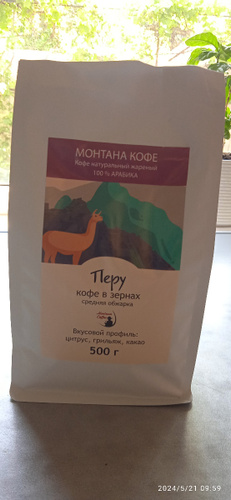 МОНТАНА КОФЕ
Кофе натуральный жареный
100 % АРАБИКА
Перу
кофе в зернах
средняя обжарка
Вкусовой профиль:
цитрус, грильяж, какао
500 г
2024/5/21 09:59